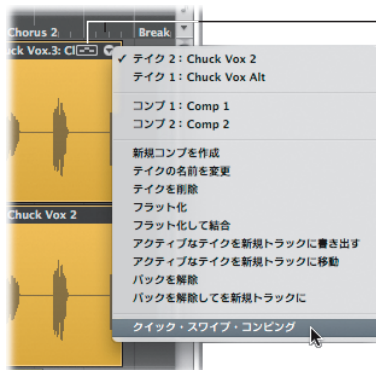 Chorus 2
Break
uck Vox.3: Cl
✓ テイク 2：Chuck Vox 2
テイク 1：Chuck Vox Alt
コンプ 1：Comp 1
コンプ 2：Comp 2
新規コンプを作成
テイクの名前を変更
テイクを削除
フラット化
フラット化して結合
アクティブなテイクを新規トラックに書き出す
アクティブなテイクを新規トラックに移動
パックを解除
パックを解除してを新規トラックに
クイック・スワイプ・コンピング
Chuck Vox 2